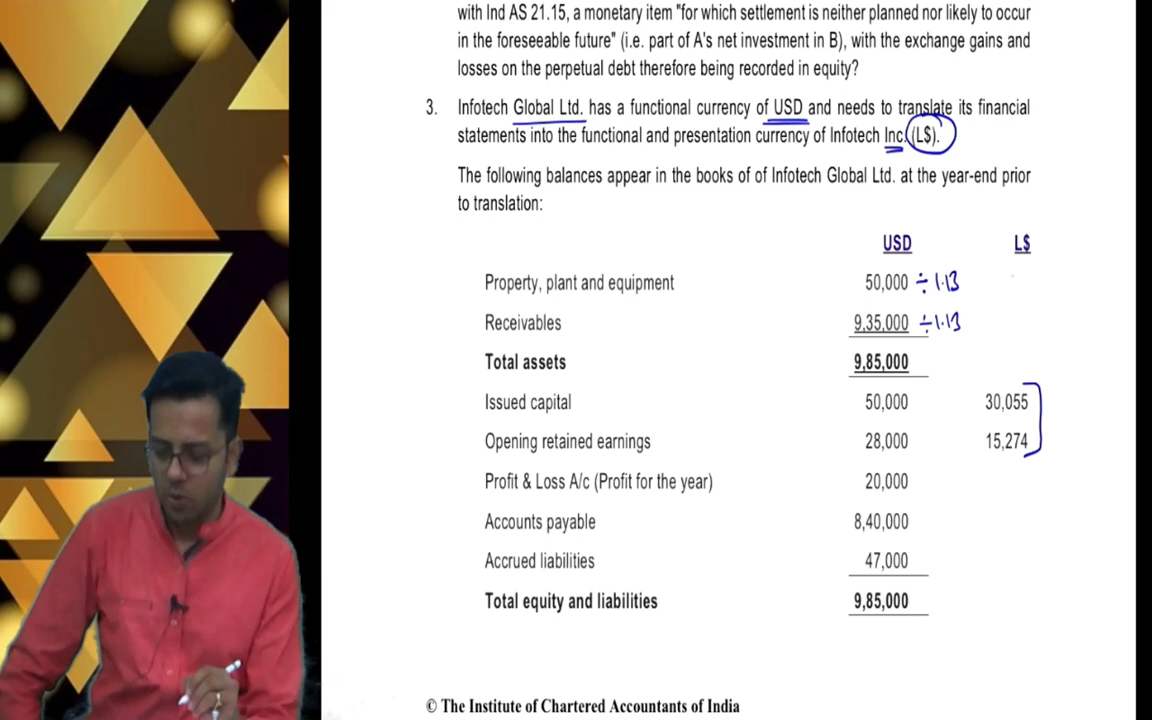 with Ind AS 21.15, a monetary item "for which settlement is neither planned nor likely to occur
in the foreseeable future" (i.e. part of A's net investment in B), with the exchange gains and
losses on the perpetual debt therefore being recorded in equity?
3. Infotech Global Ltd. has a functional currency of USD and needs to translate its financial
statements into the functional and presentation currency of Infotech Inc. (L$).
The following balances appear in the books of of Infotech Global Ltd. at the year-end prior
to translation:
USD L$
Property, plant and equipment 50,000 ÷ 1.13
Receivables 9,35,000 ÷ 1.13
Total assets 9,85,000
Issued capital 50,000 30,055
Opening retained earnings 28,000 15,274
Profit & Loss A/c (Profit for the year) 20,000
Accounts payable 8,40,000
Accrued liabilities 47,000
Total equity and liabilities 9,85,000
© The Institute of Chartered Accountants of India